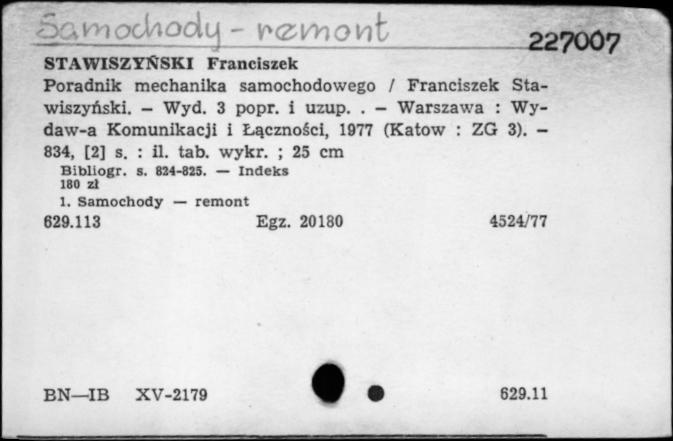 Samochody - remont
227007
STAWISZYŃSKI Franciszek
Poradnik mechanika samochodowego / Franciszek Sta-
wiszyński. — Wyd. 3 popr. i uzup. . — Warszawa : Wy-
daw-a Komunikacji i Łączności, 1977 (Katow : ZG 3). —
834, [2] s. : il. tab. wykr. ; 25 cm
Bibliogr. s. 824-825. — Indeks
180 zł
1. Samochody — remont
629.113 Egz. 20180 4524/77
BN—IB XV-2179 629.11